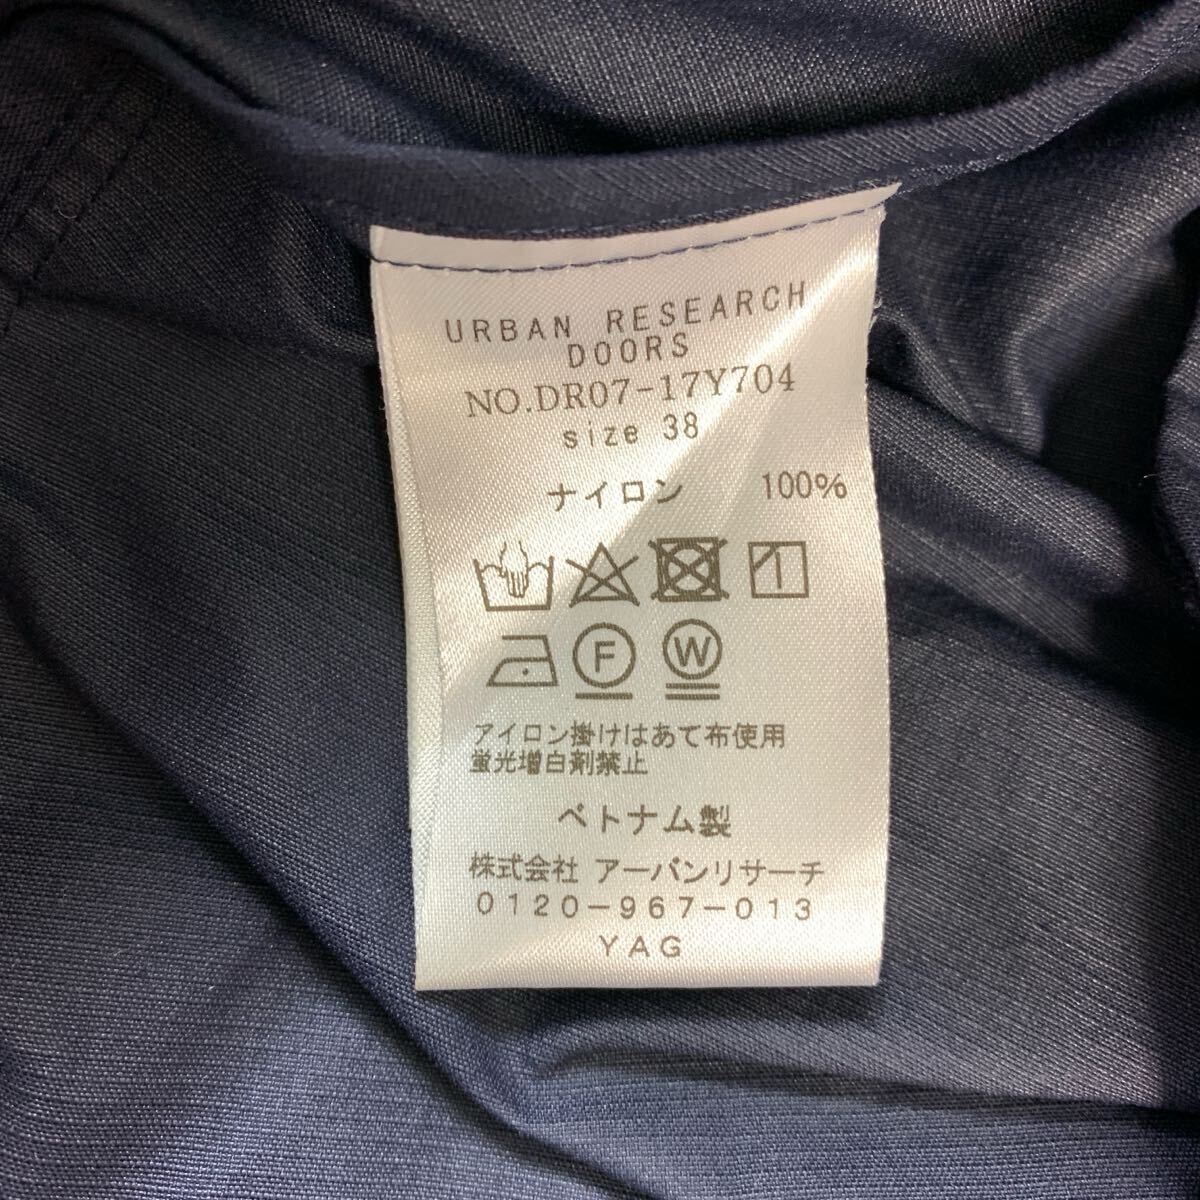 URBAN RESEARCH
DOORS
NO.DR07-17Y704
size 38
ナイロン 100%
F W
アイロン掛けはあて布使用
蛍光増白剤禁止
ベトナム製
株式会社 アーバンリサーチ
0120-967-013
YAG